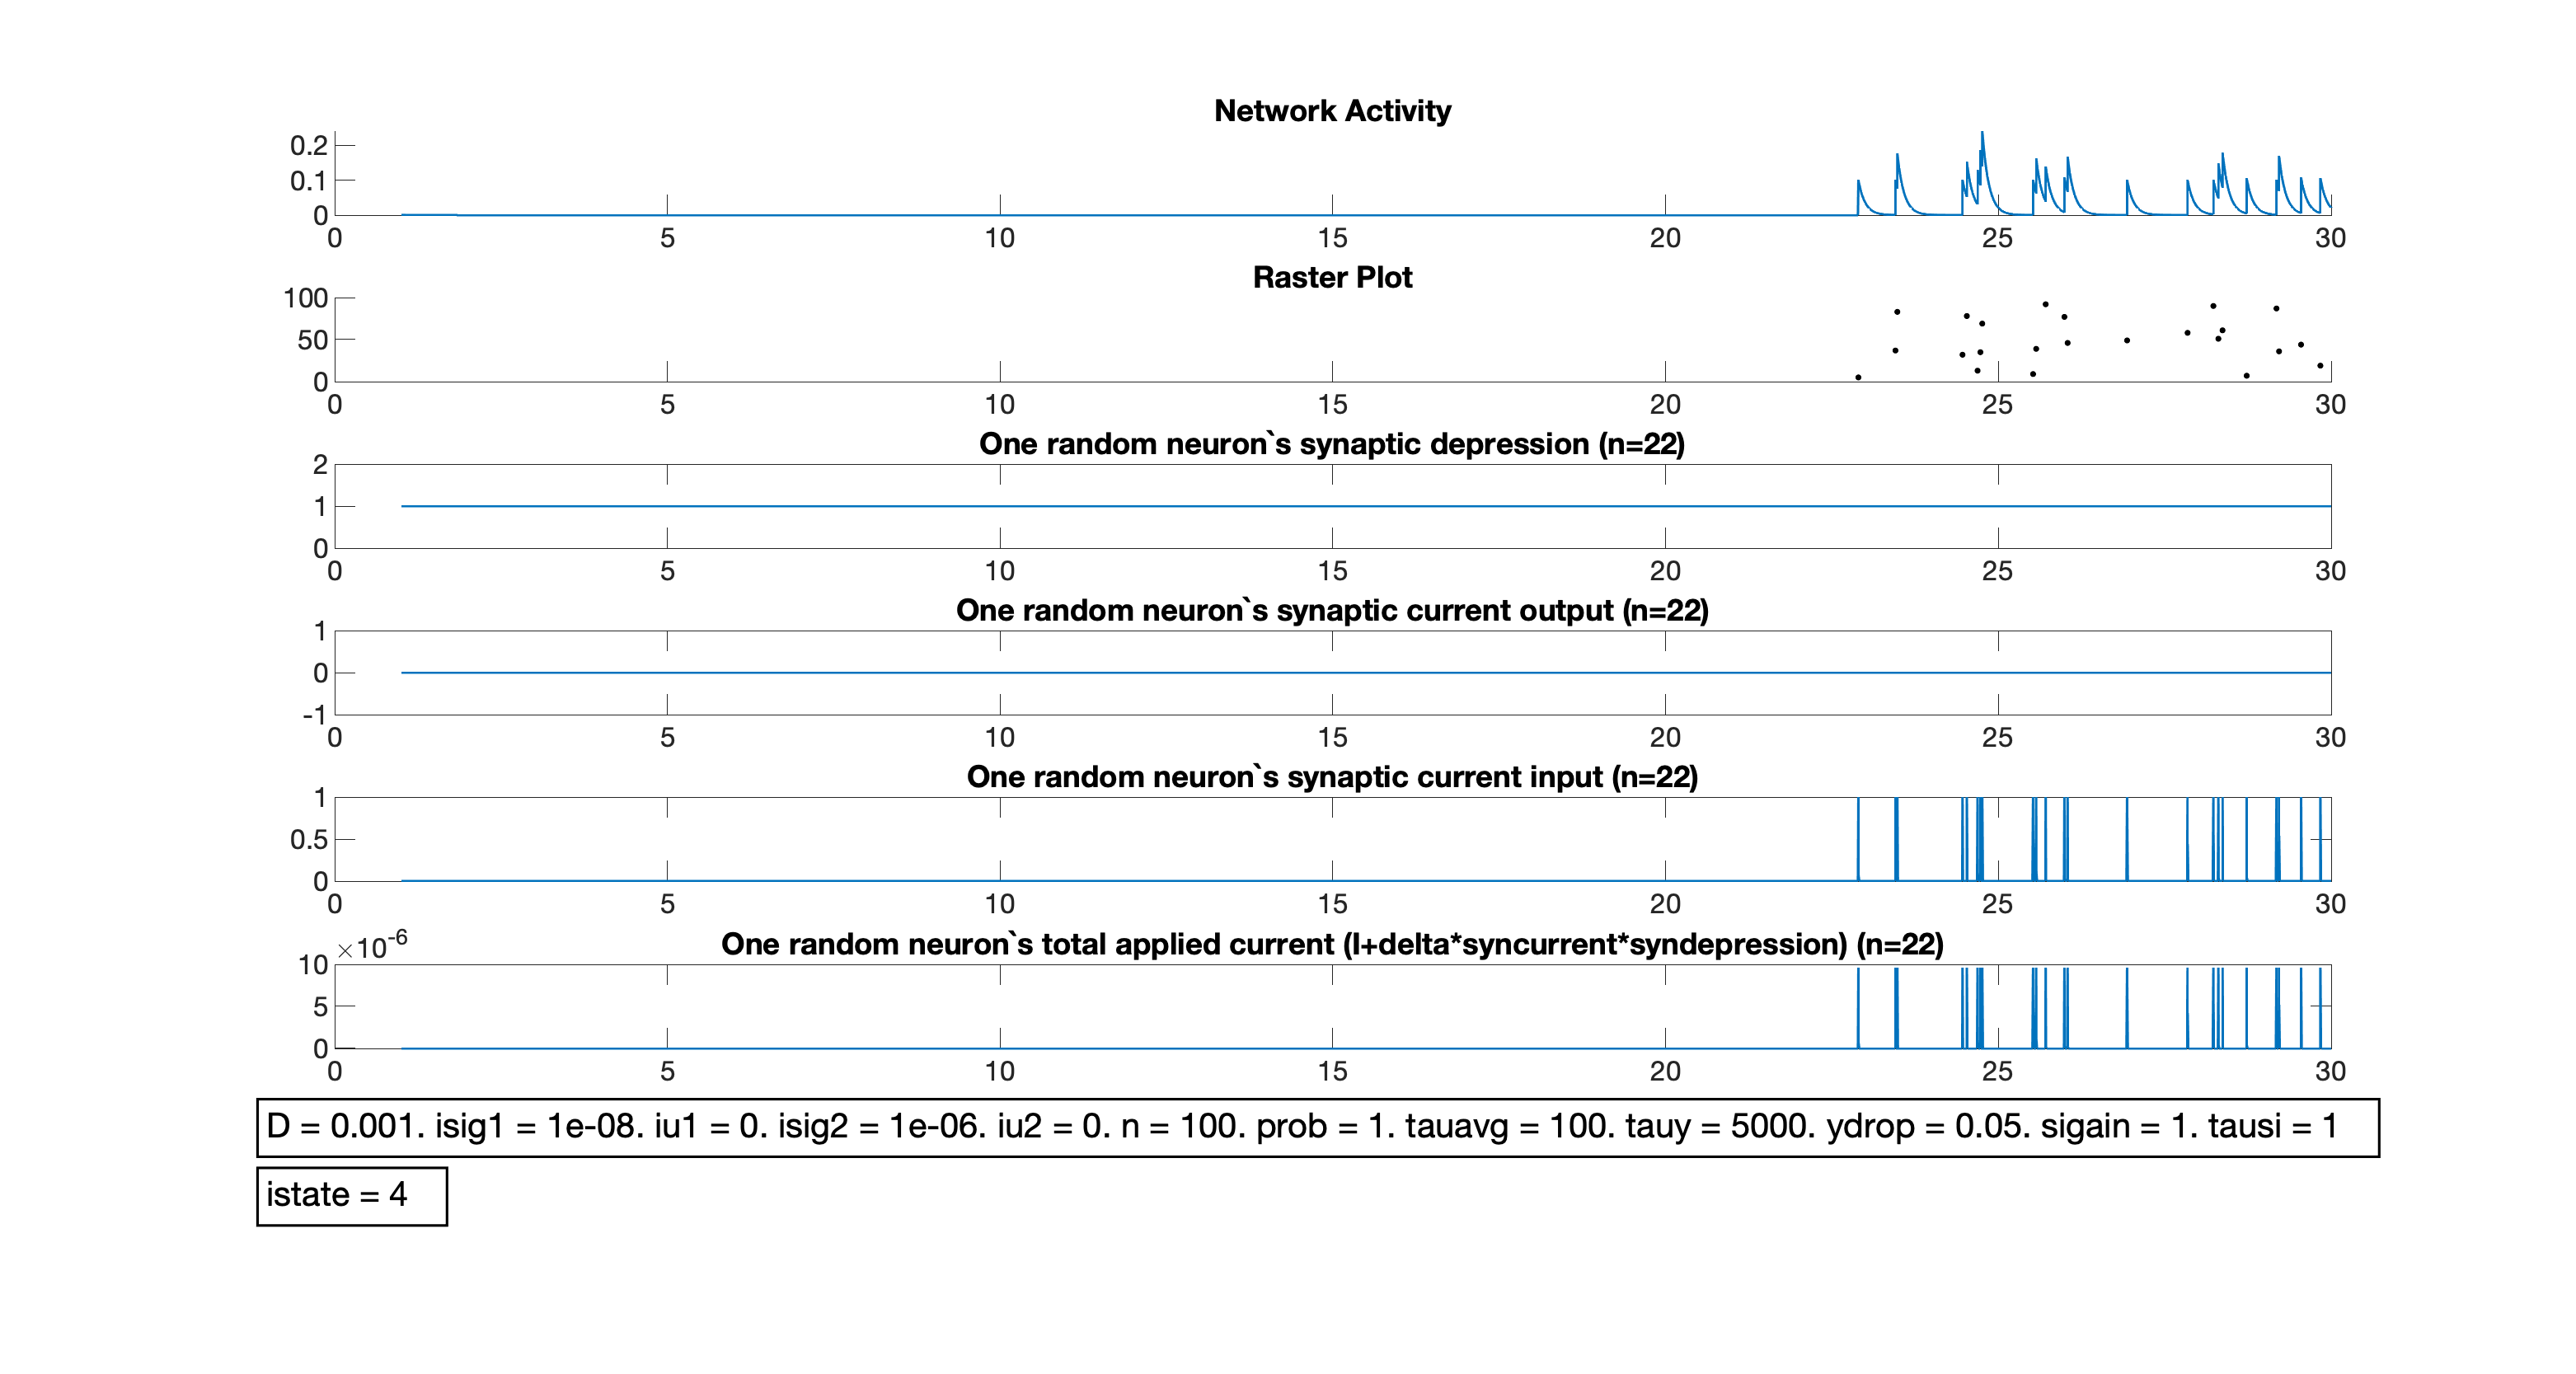 Network Activity
0.2
0.1
0
0 5 10 15 20 25 30
Raster Plot
100
50
0
0 5 10 15 20 25 30
One random neuron`s synaptic depression (n=22)
2
1
0
0 5 10 15 20 25 30
One random neuron`s synaptic current output (n=22)
1
0
-1
0 5 10 15 20 25 30
One random neuron`s synaptic current input (n=22)
1
0.5
0
0 5 10 15 20 25 30
×10⁻⁶ One random neuron`s total applied current (I+delta*syncurrent*syndepression) (n=22)
10
5
0
0 5 10 15 20 25 30
D = 0.001. isig1 = 1e-08. iu1 = 0. isig2 = 1e-06. iu2 = 0. n = 100. prob = 1. tauavg = 100. tauy = 5000. ydrop = 0.05. sigain = 1. tausi = 1
istate = 4